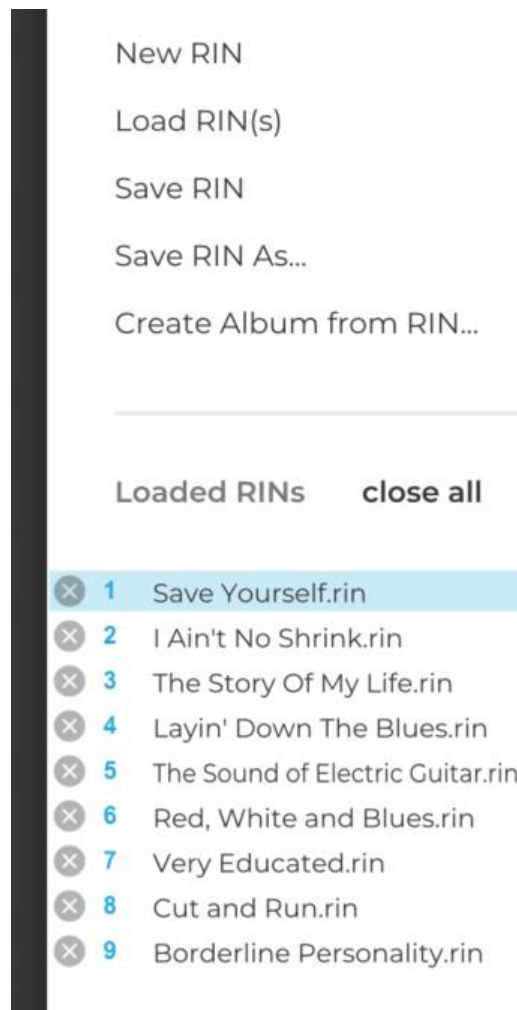 New RIN
Load RIN(s)
Save RIN
Save RIN As...
Create Album from RIN...
Loaded RINs close all
1 Save Yourself.rin
2 I Ain't No Shrink.rin
3 The Story Of My Life.rin
4 Layin' Down The Blues.rin
5 The Sound of Electric Guitar.rin
6 Red, White and Blues.rin
7 Very Educated.rin
8 Cut and Run.rin
9 Borderline Personality.rin